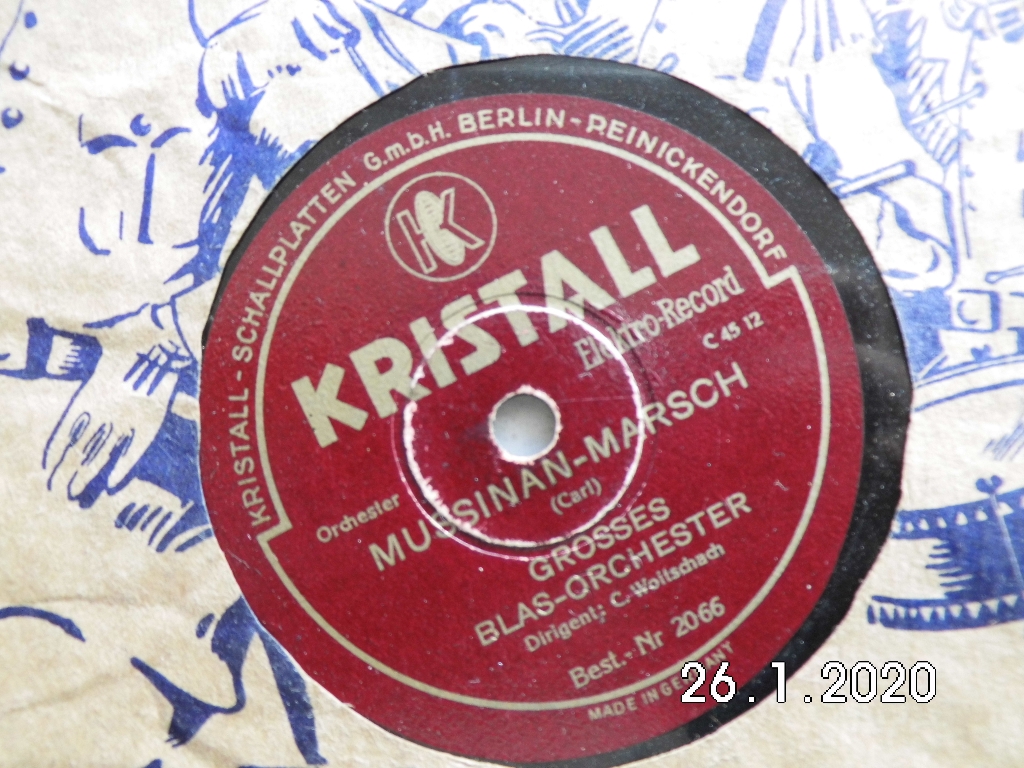 KRISTALL-SCHALLPLATTEN G.m.b.H. BERLIN-REINICKENDORF
K
KRISTALL
Elektro-Record
C 45 12
Orchester
MUSSINAN-MARSCH
(Carl)
GROSSES
BLAS-ORCHESTER
Dirigent: C. Woitschach
Best.-Nr 2066
MADE IN GERMANY
26.1.2020